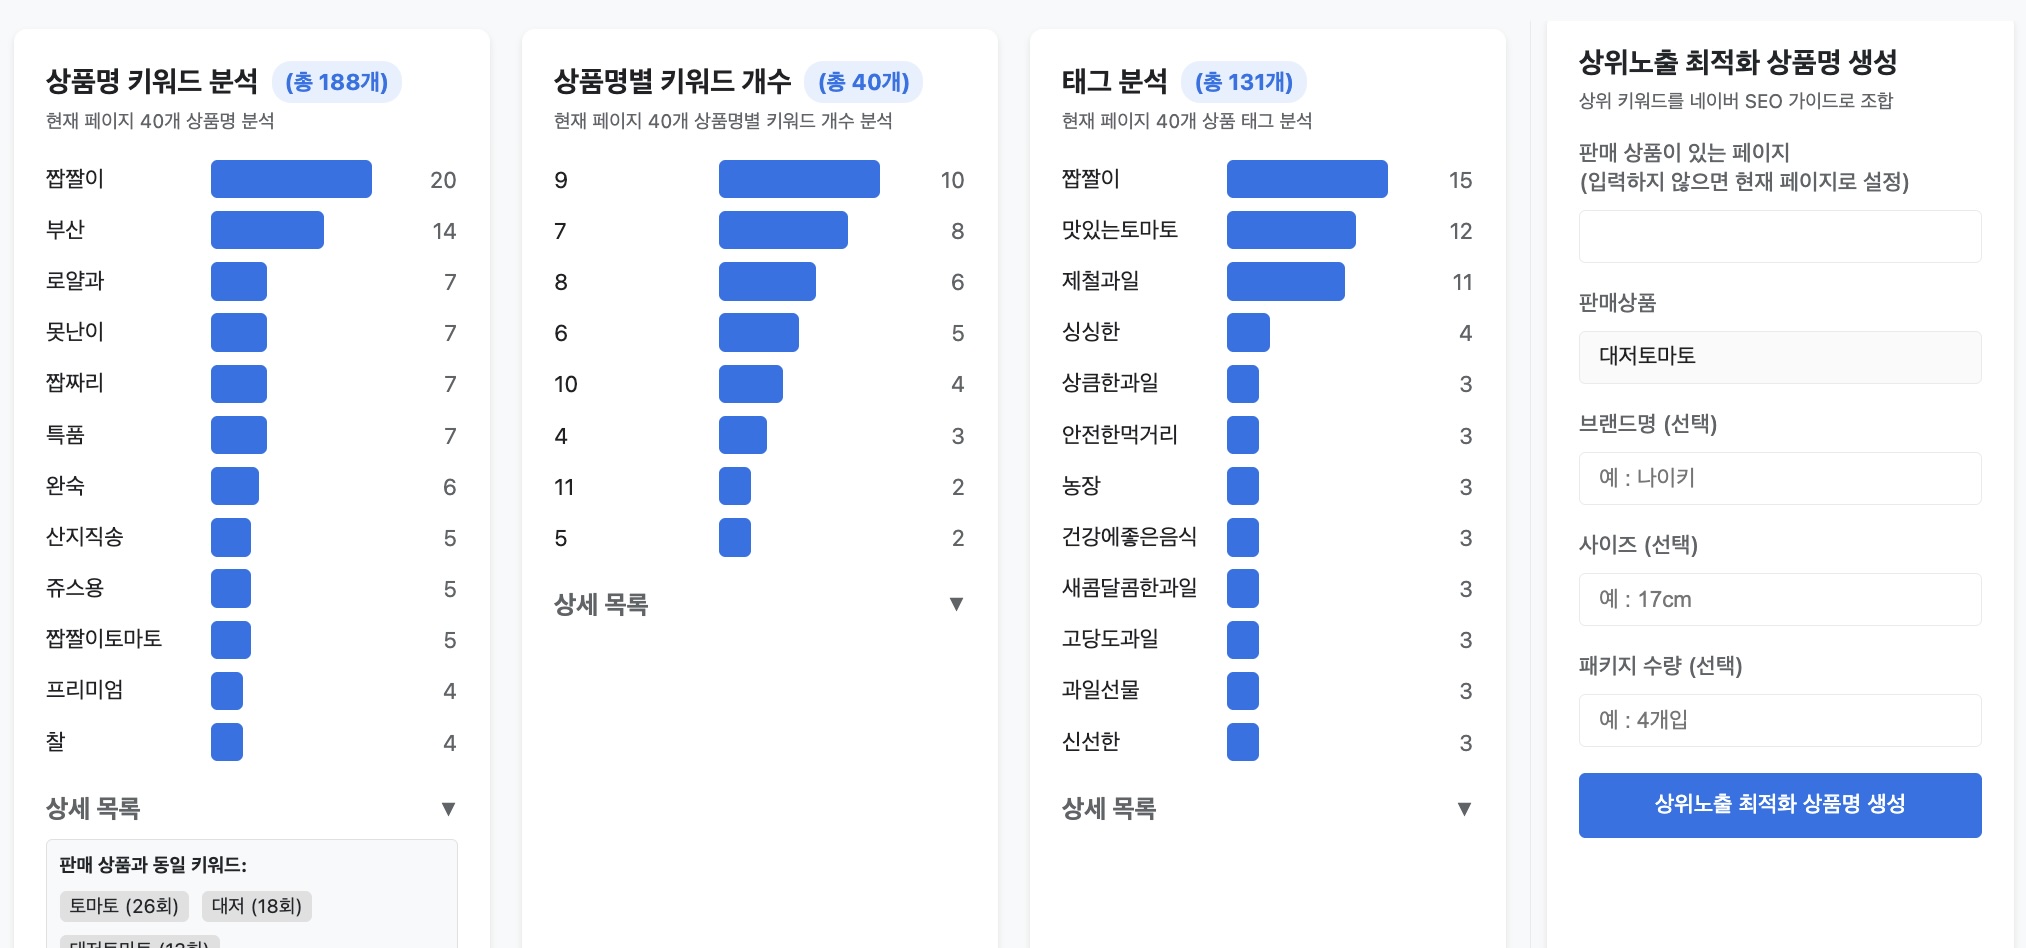 상품명 키워드 분석 (총 188개)
현재 페이지 40개 상품명 분석
짭짤이 20
부산 14
로얄과 7
못난이 7
짭짜리 7
특품 7
완숙 6
산지직송 5
쥬스용 5
짭짤이토마토 5
프리미엄 4
찰 4
상세 목록 ▼
판매 상품과 동일 키워드:
토마토 (26회) 대저 (18회)
상품명별 키워드 개수 (총 40개)
현재 페이지 40개 상품명별 키워드 개수 분석
9 10
7 8
8 6
6 5
10 4
4 3
11 2
5 2
상세 목록 ▼
태그 분석 (총 131개)
현재 페이지 40개 상품 태그 분석
짭짤이 15
맛있는토마토 12
제철과일 11
싱싱한 4
상큼한과일 3
안전한먹거리 3
농장 3
건강에좋은음식 3
새콤달콤한과일 3
고당도과일 3
과일선물 3
신선한 3
상세 목록 ▼
상위노출 최적화 상품명 생성
상위 키워드를 네이버 SEO 가이드로 조합
판매 상품이 있는 페이지
(입력하지 않으면 현재 페이지로 설정)
판매상품
대저토마토
브랜드명 (선택)
예 : 나이키
사이즈 (선택)
예 : 17cm
패키지 수량 (선택)
예 : 4개입
상위노출 최적화 상품명 생성